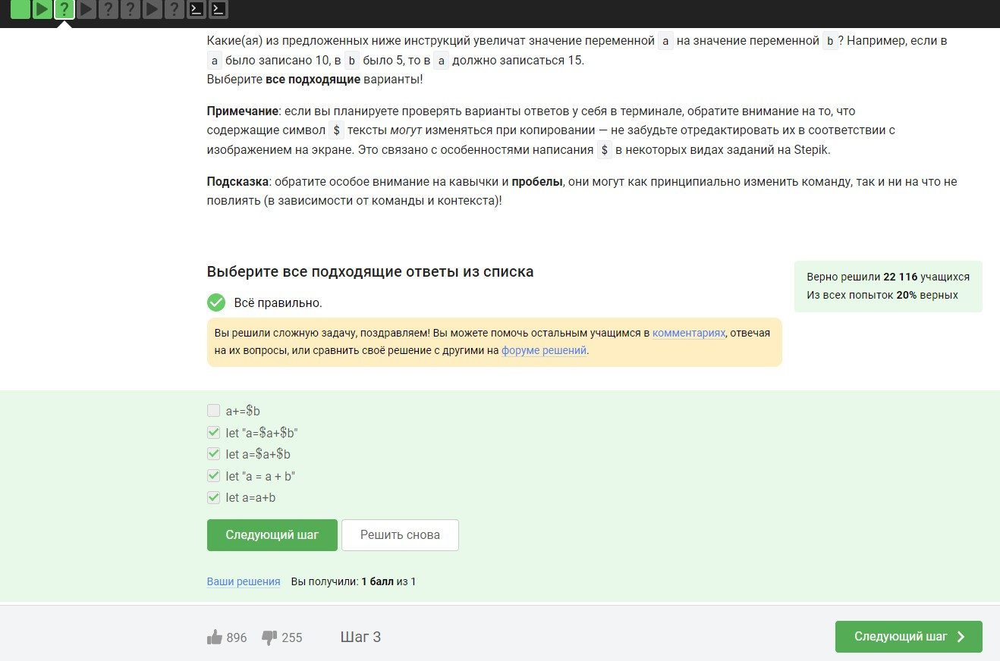 Какие(ая) из предложенных ниже инструкций увеличат значение переменной a на значение переменной b? Например, если в
a было записано 10, в b было 5, то в a должно записаться 15.
Выберите все подходящие варианты!
Примечание: если вы планируете проверять варианты ответов у себя в терминале, обратите внимание на то, что
содержащие символ $ тексты могут изменяться при копировании — не забудьте отредактировать их в соответствии с
изображением на экране. Это связано с особенностями написания $ в некоторых видах заданий на Stepik.
Подсказка: обратите особое внимание на кавычки и пробелы, они могут как принципиально изменить команду, так и ни на что не
повлиять (в зависимости от команды и контекста)!
Выберите все подходящие ответы из списка
Верно решили 22 116 учащихся
Из всех попыток 20% верных
Всё правильно.
Вы решили сложную задачу, поздравляем! Вы можете помочь остальным учащимся в комментариях, отвечая
на их вопросы, или сравнить своё решение с другими на форуме решений.
a+=$b
let "a=$a+$b"
let a=$a+$b
let "a = a + b"
let a=a+b
Следующий шаг
Решить снова
Ваши решения Вы получили: 1 балл из 1
896 255 Шаг 3
Следующий шаг